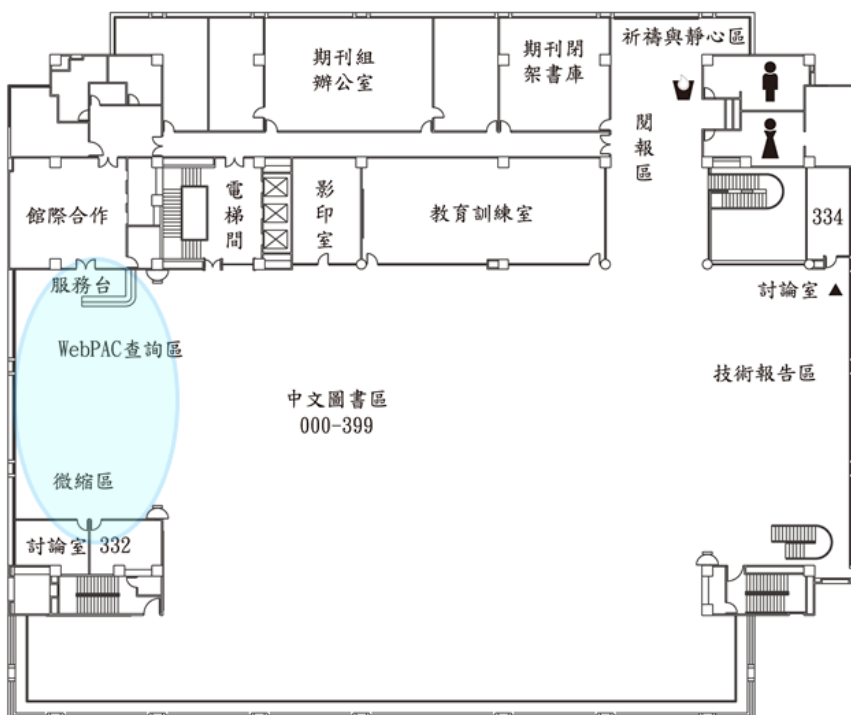 祈禱與靜心區
期刊組
辦公室
期刊閉
架書庫
閱報區
館際合作
電梯間
影印室
教育訓練室
334
服務台
討論室 ▲
WebPAC查詢區
技術報告區
中文圖書區
000-399
微縮區
討論室 332